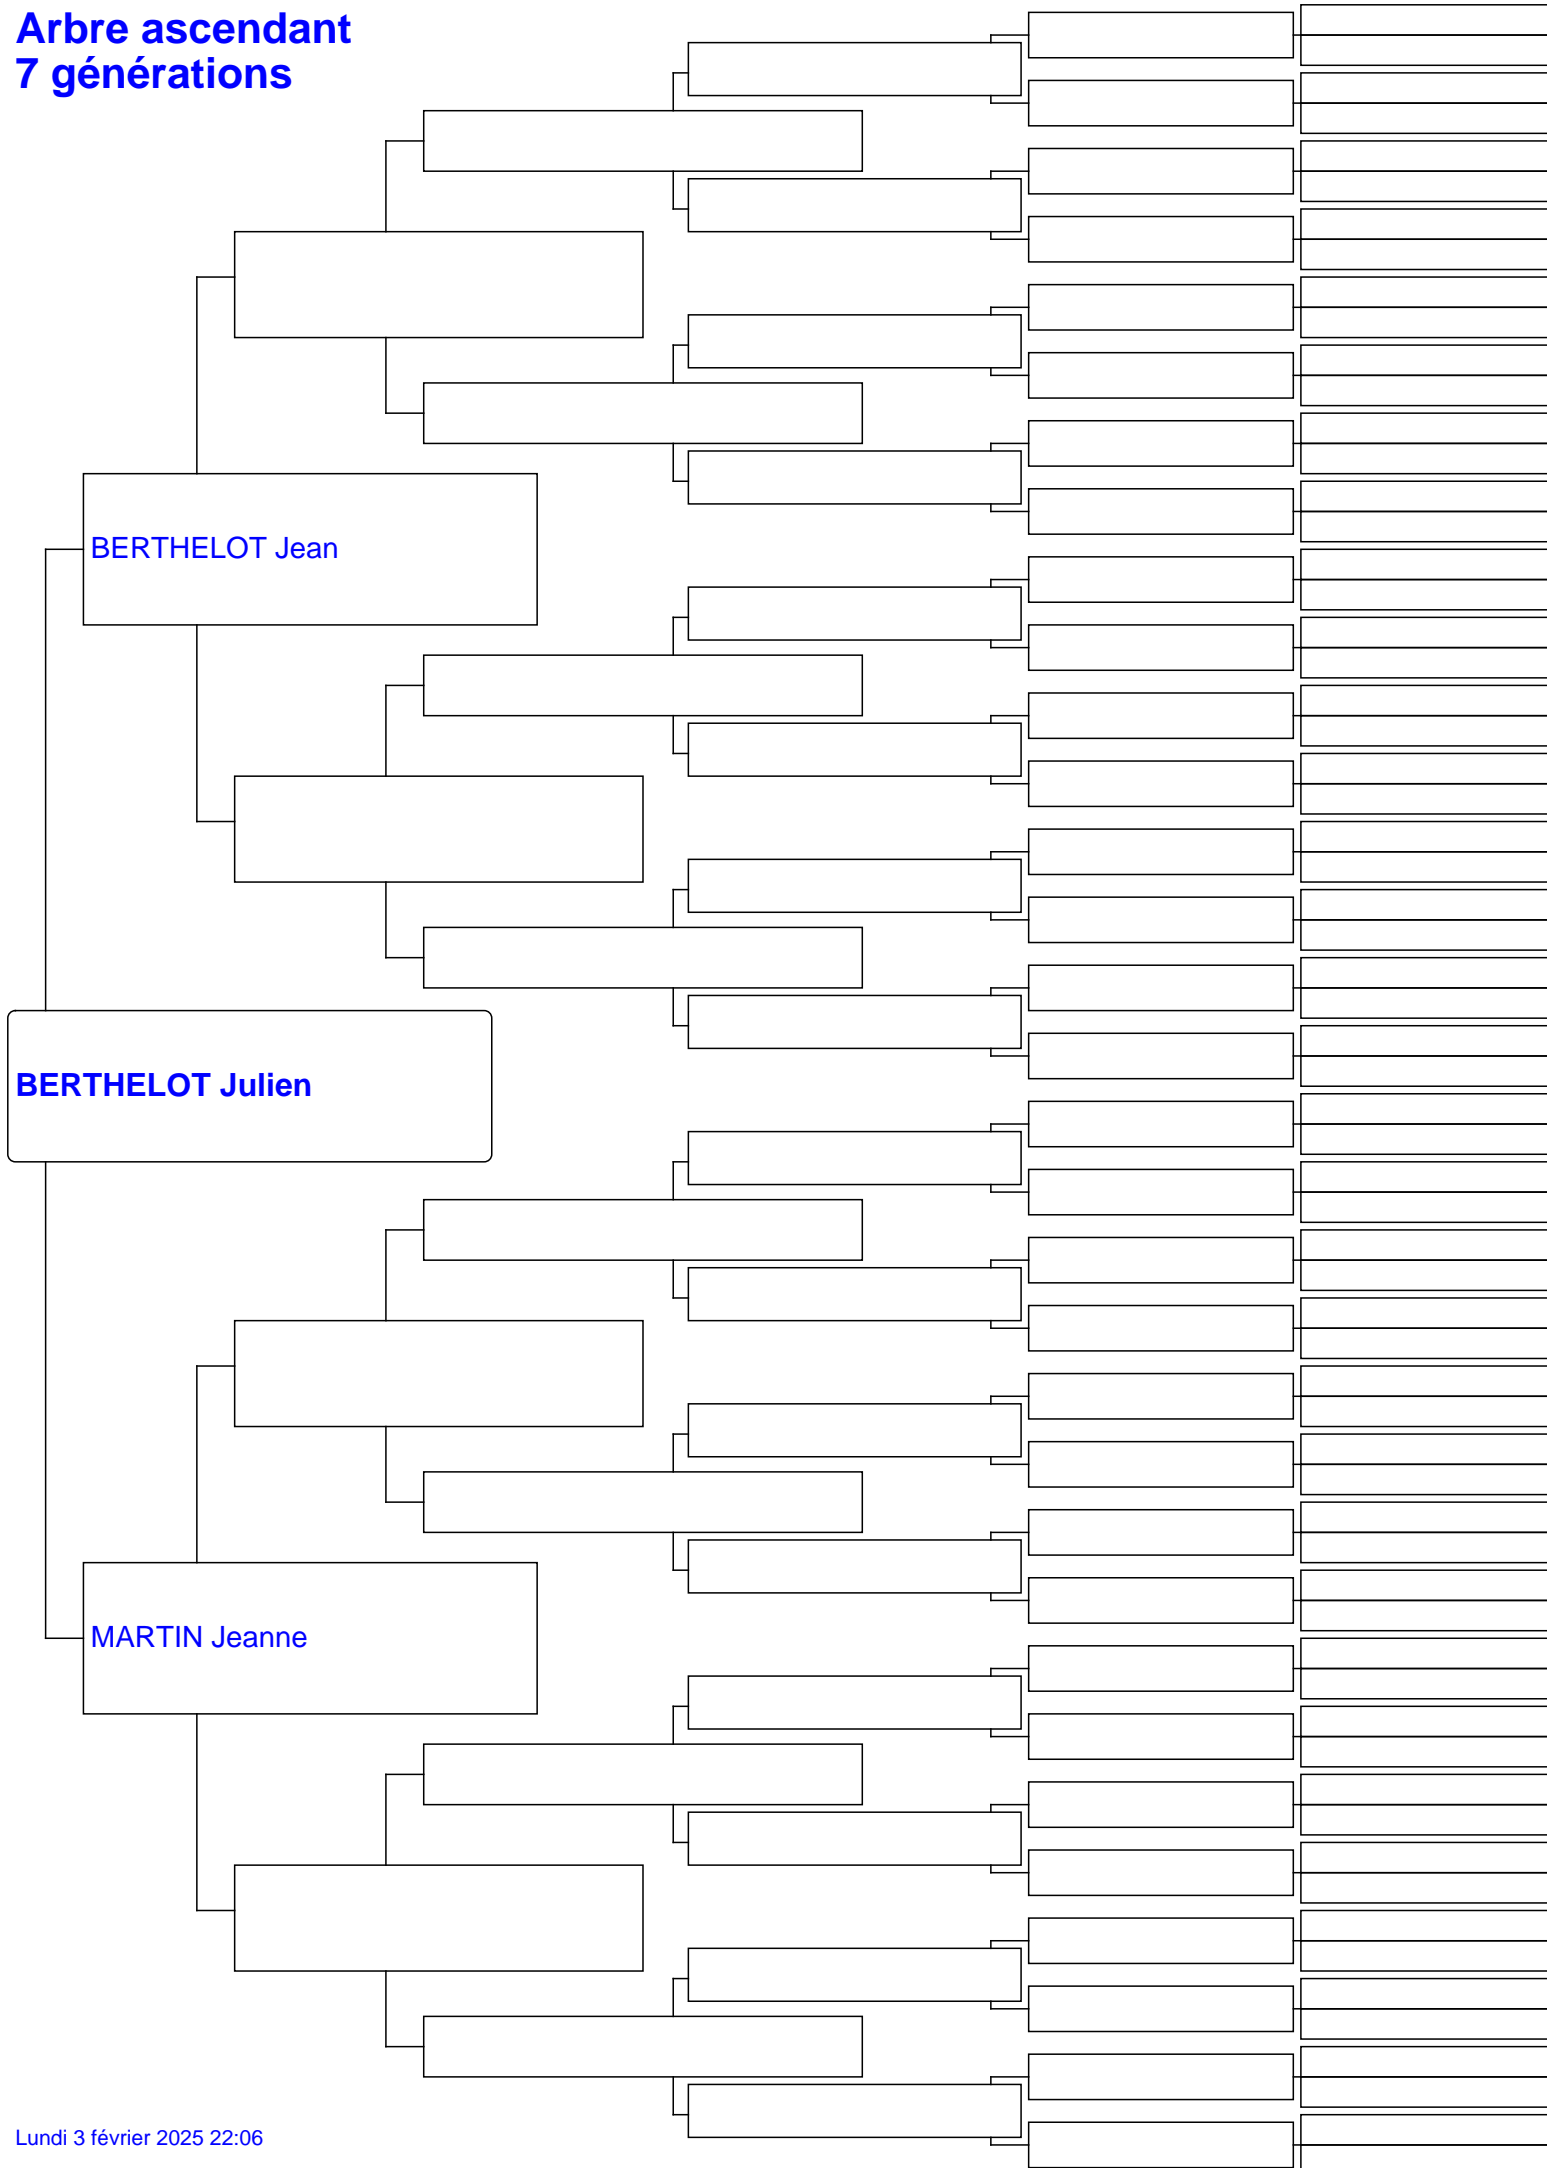 Arbre ascendant
7 générations
BERTHELOT Jean
BERTHELOT Julien
MARTIN Jeanne
Lundi 3 février 2025 22:06